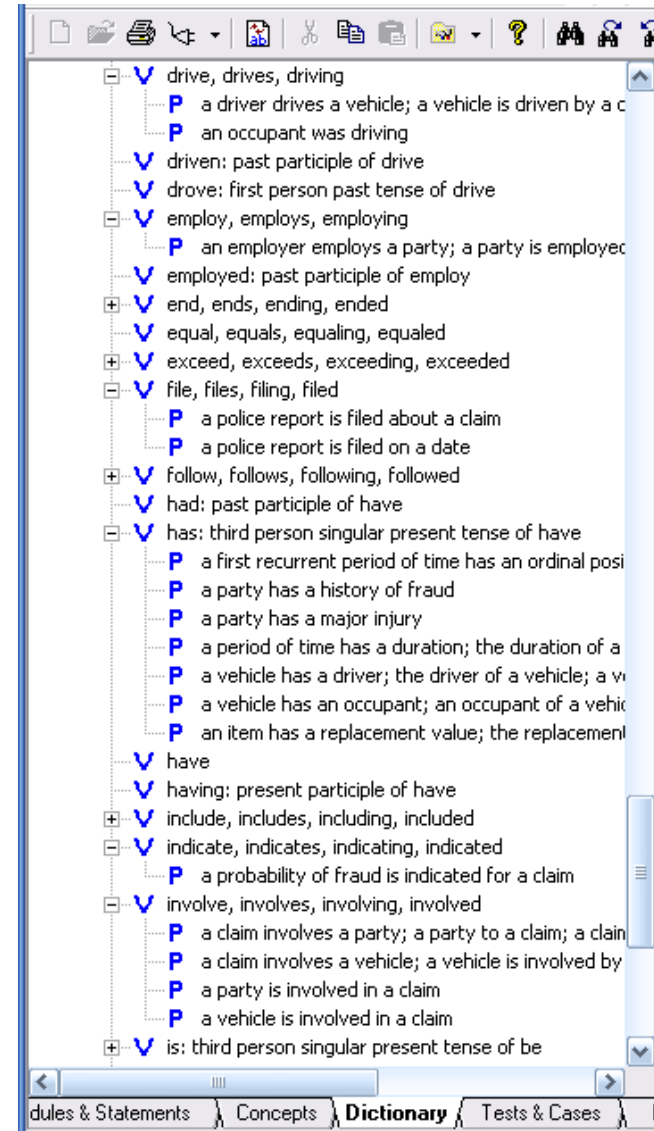 V drive, drives, driving
P a driver drives a vehicle; a vehicle is driven by a
P an occupant was driving
V driven: past participle of drive
V drove: first person past tense of drive
V employ, employs, employing
P an employer employs a party; a party is employed
V employed: past participle of employ
V end, ends, ending, ended
V equal, equals, equaling, equaled
V exceed, exceeds, exceeding, exceeded
V file, files, filing, filed
P a police report is filed about a claim
P a police report is filed on a date
V follow, follows, following, followed
V had: past participle of have
V has: third person singular present tense of have
P a first recurrent period of time has an ordinal posi
P a party has a history of fraud
P a party has a major injury
P a period of time has a duration; the duration of a
P a vehicle has a driver; the driver of a vehicle; a
P a vehicle has an occupant; an occupant of a vehic
P an item has a replacement value; the replacement
V have
V having: present participle of have
V include, includes, including, included
V indicate, indicates, indicating, indicated
P a probability of fraud is indicated for a claim
V involve, involves, involving, involved
P a claim involves a party; a party to a claim; a claim
P a claim involves a vehicle; a vehicle is involved by
P a party is involved in a claim
P a vehicle is involved in a claim
V is: third person singular present tense of be
dules & Statements Concepts Dictionary Tests & Cases